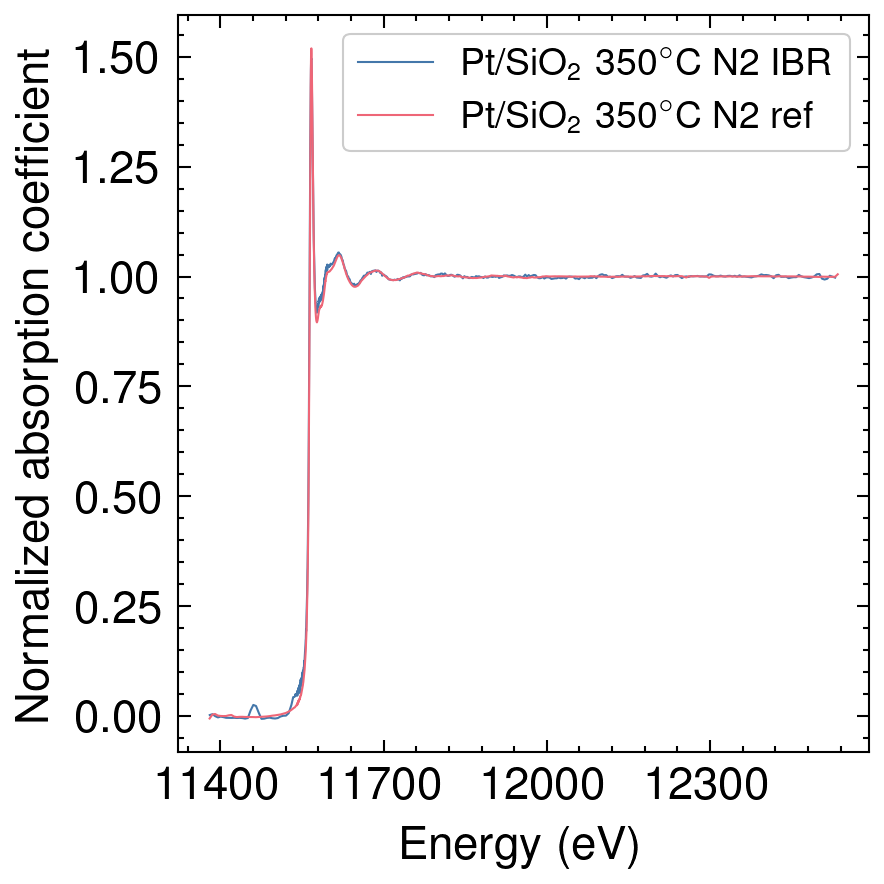 Pt/SiO₂ 350°C N2 IBR
Pt/SiO₂ 350°C N2 ref
Normalized absorption coefficient
1.50
1.25
1.00
0.75
0.50
0.25
0.00
11400 11700 12000 12300
Energy (eV)